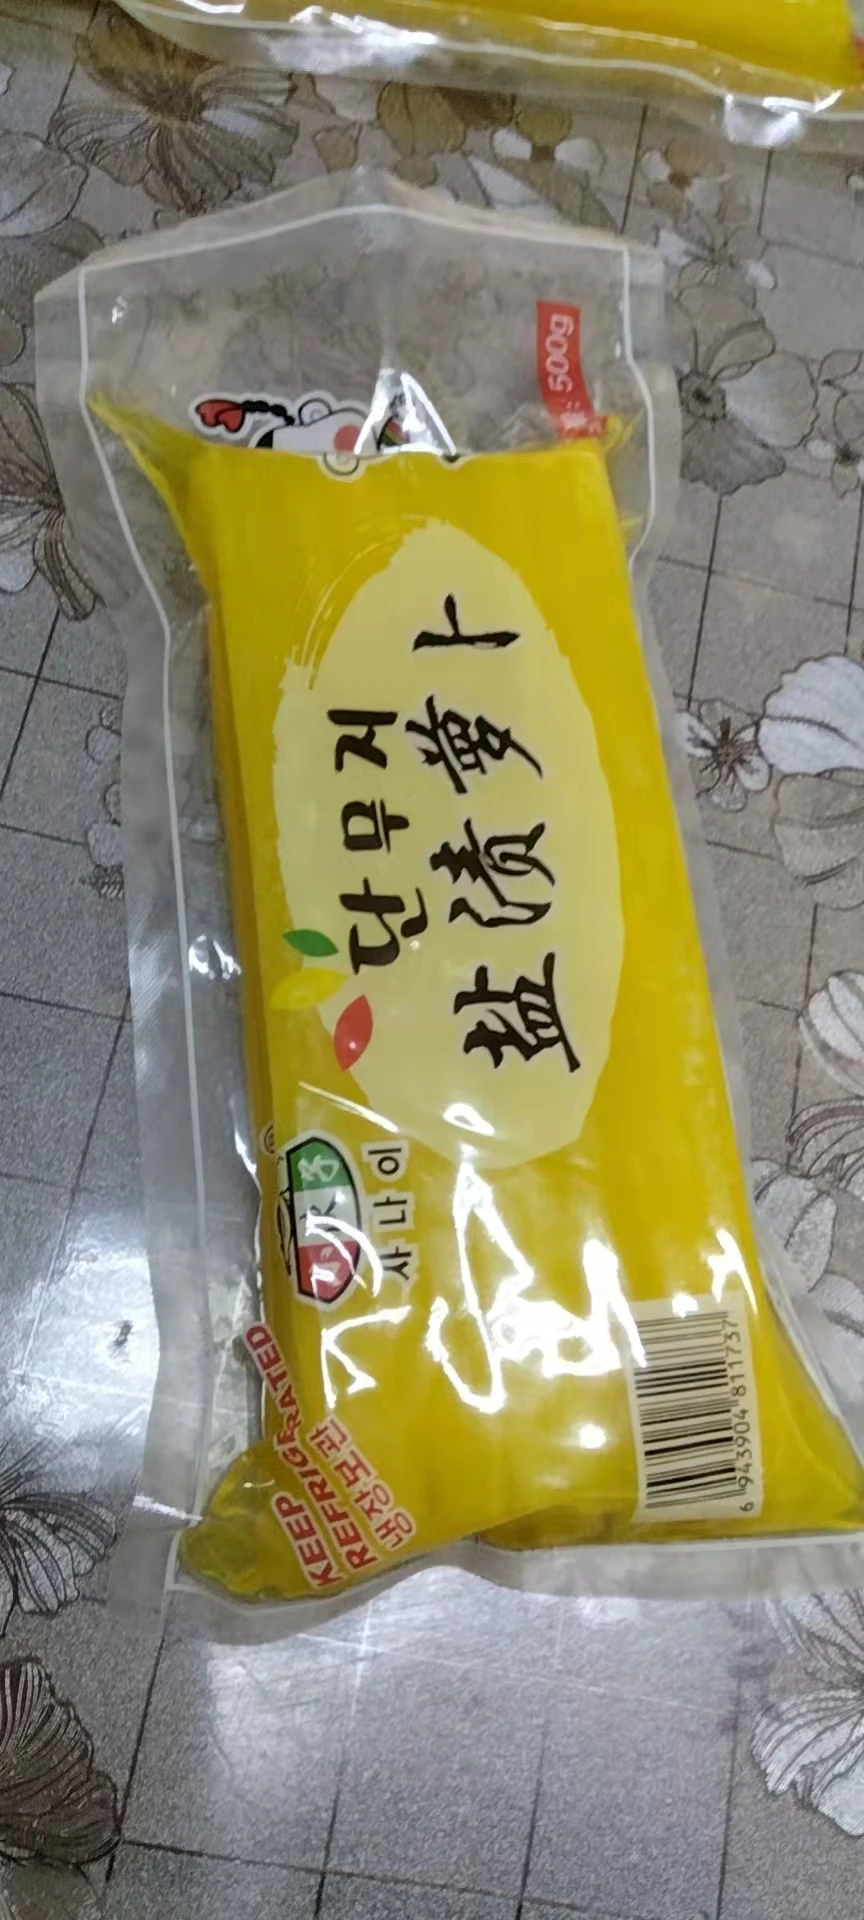 500g
盐渍萝卜
단무지
사나이
KEEP
REFRIGERATED
냉장보관
6 943904 811737